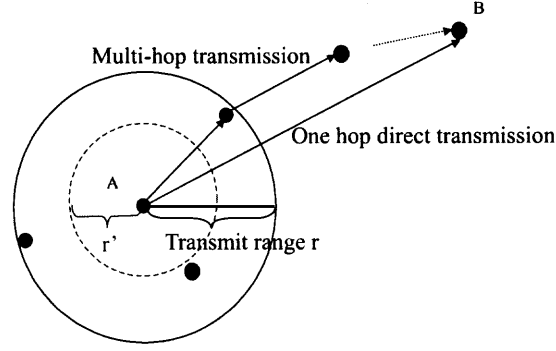 B
Multi-hop transmission
One hop direct transmission
A
r’
Transmit range r